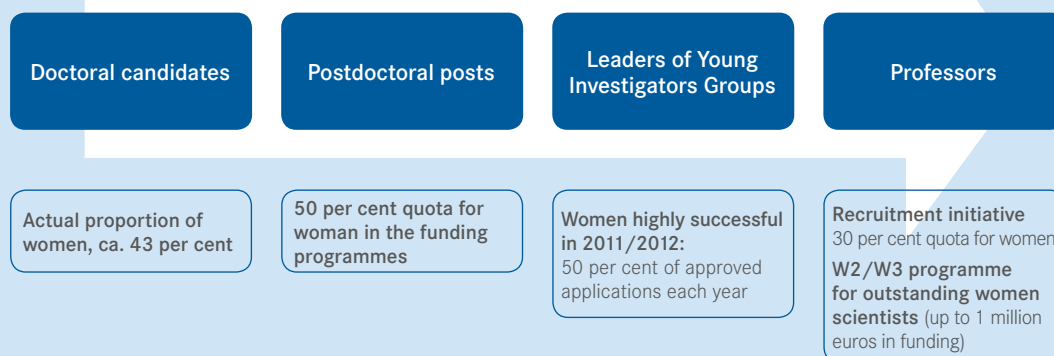 Doctoral candidates
Postdoctoral posts
Leaders of Young
Investigators Groups
Professors
Actual proportion of
women, ca. 43 per cent
50 per cent quota for
woman in the funding
programmes
Women highly successful
in 2011/2012:
50 per cent of approved
applications each year
Recruitment initiative
30 per cent quota for women
W2/W3 programme
for outstanding women
scientists (up to 1 million
euros in funding)